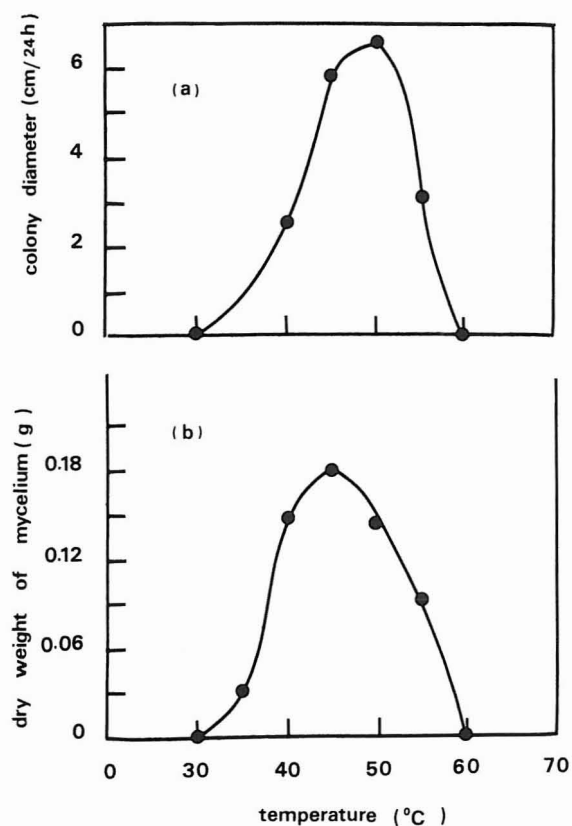 colony diameter (cm/24h)
6
4
2
0
(a)
dry weight of mycelium (g)
0.18
0.12
0.06
0
(b)
0 30 40 50 60 70
temperature (°C)